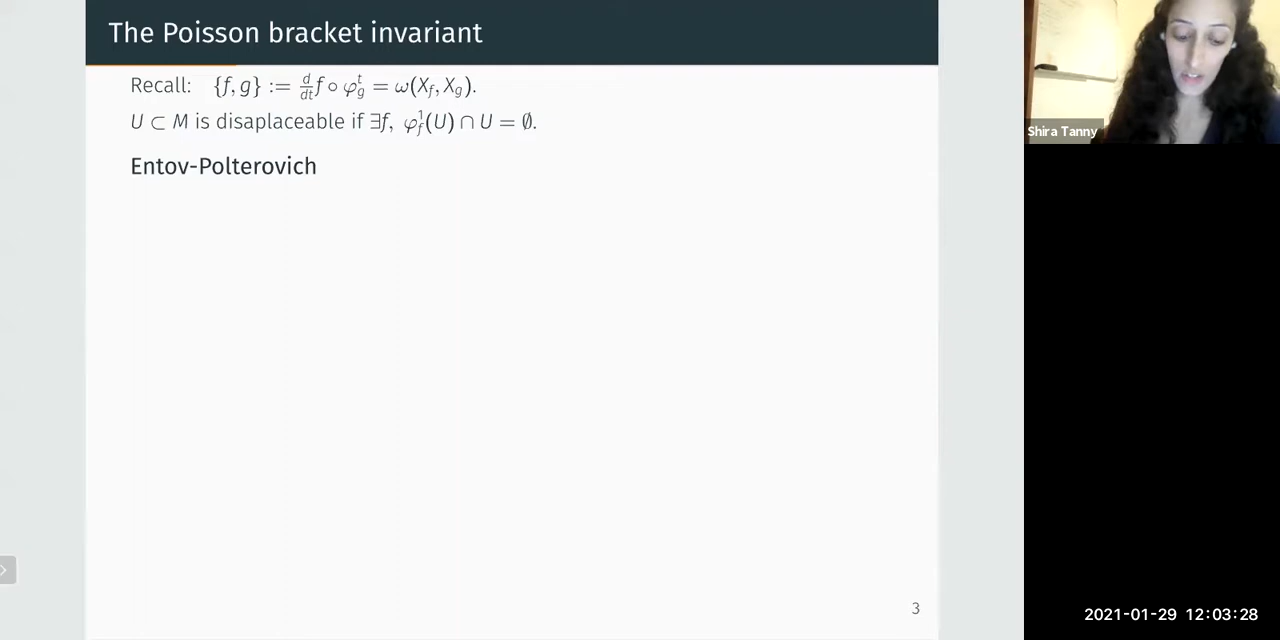 The Poisson bracket invariant
Recall: {f, g} := d/dt f ∘ φ_g^t = ω(X_f, X_g).
U ⊂ M is disaplaceable if ∃f, φ_f^1(U) ∩ U = ∅.
Entov-Polterovich
3
Shira Tanny
2021-01-29 12:03:28